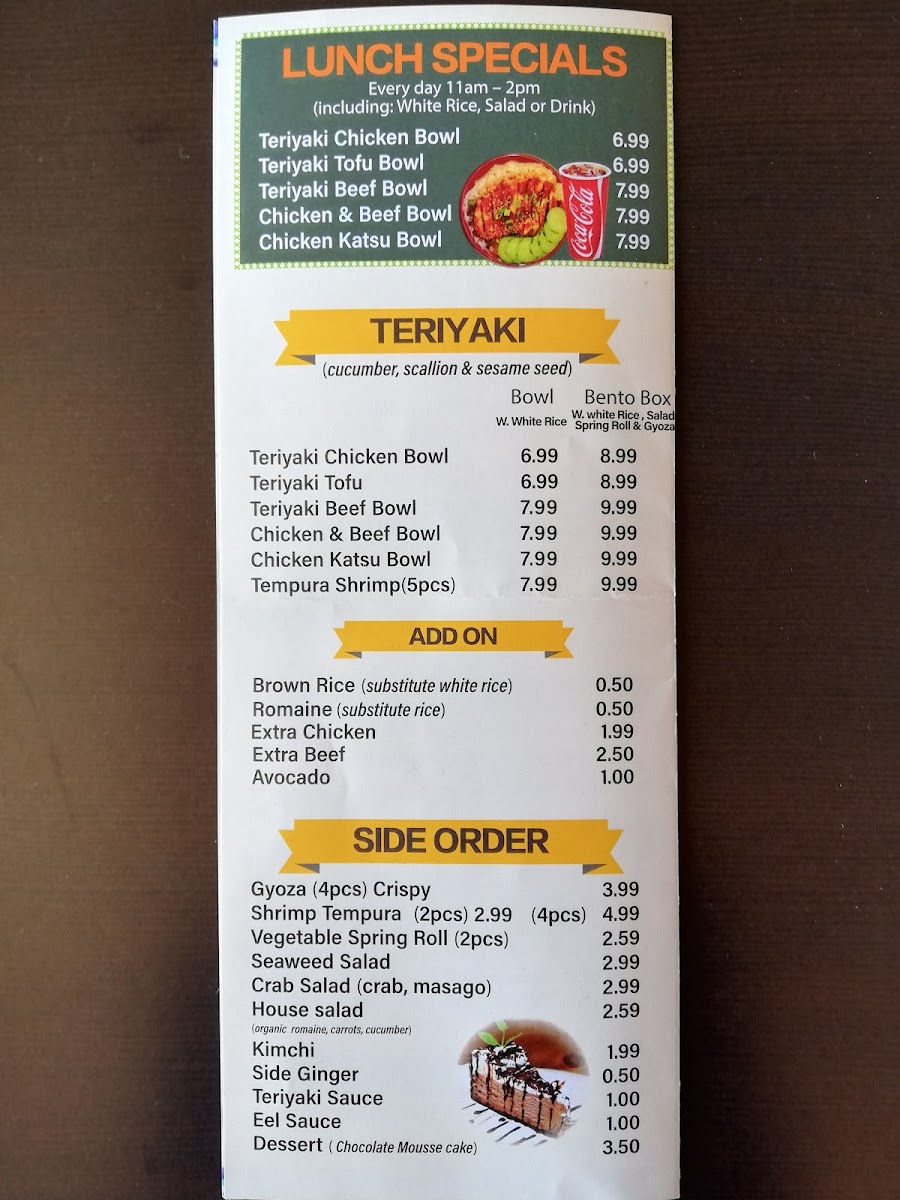 LUNCH SPECIALS
Every day 11am – 2pm
(including: White Rice, Salad or Drink)
Teriyaki Chicken Bowl 6.99
Teriyaki Tofu Bowl 6.99
Teriyaki Beef Bowl 7.99
Chicken & Beef Bowl 7.99
Chicken Katsu Bowl 7.99
Coca-Cola
TERIYAKI
(cucumber, scallion & sesame seed)
Bowl Bento Box
W. White Rice W. white Rice , Salad
Spring Roll & Gyoza
Teriyaki Chicken Bowl 6.99 8.99
Teriyaki Tofu 6.99 8.99
Teriyaki Beef Bowl 7.99 9.99
Chicken & Beef Bowl 7.99 9.99
Chicken Katsu Bowl 7.99 9.99
Tempura Shrimp(5pcs) 7.99 9.99
ADD ON
Brown Rice (substitute white rice) 0.50
Romaine (substitute rice) 0.50
Extra Chicken 1.99
Extra Beef 2.50
Avocado 1.00
SIDE ORDER
Gyoza (4pcs) Crispy 3.99
Shrimp Tempura (2pcs) 2.99 (4pcs) 4.99
Vegetable Spring Roll (2pcs) 2.59
Seaweed Salad 2.99
Crab Salad (crab, masago) 2.99
House salad 2.59
(organic romaine, carrots, cucumber)
Kimchi 1.99
Side Ginger 0.50
Teriyaki Sauce 1.00
Eel Sauce 1.00
Dessert ( Chocolate Mousse cake) 3.50